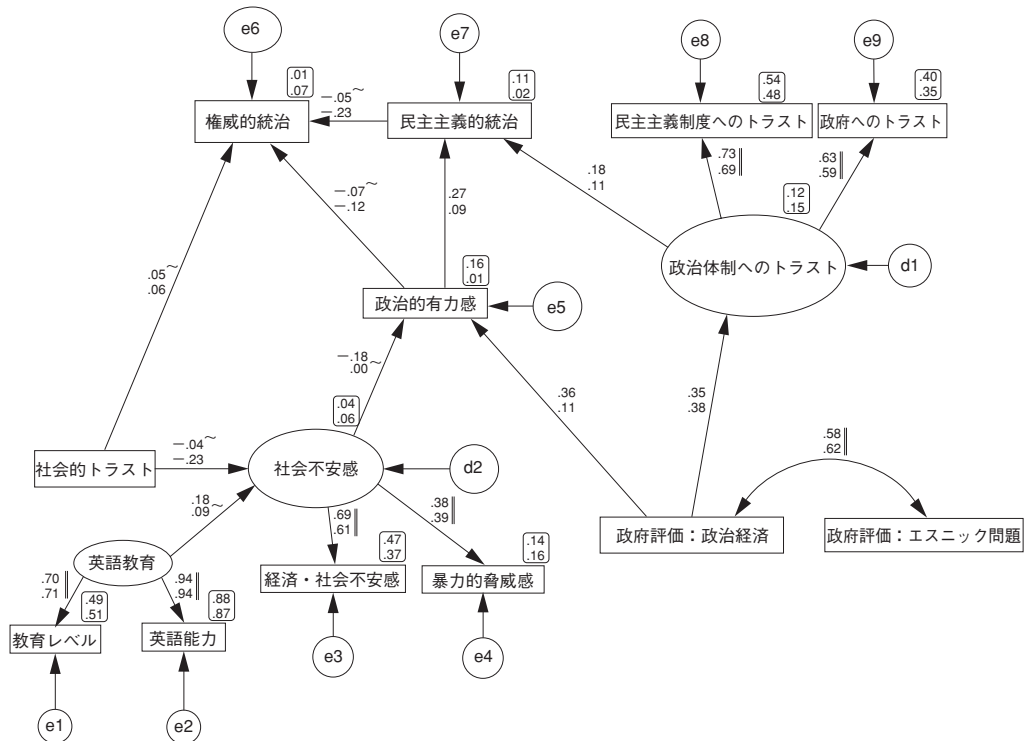 e6
e7
e8
e9
.01
.07
.11
.02
.54
.48
.40
.35
権威的統治
−.05~
−.23
民主主義的統治
民主主義制度へのトラスト
政府へのトラスト
.73
.69
.63
.59
.18
.11
.12
.15
−.07~
−.12
.27
.09
政治体制へのトラスト
d1
.05~
.06
.16
.01
政治的有力感
e5
−.18
.00~
.36
.11
.35
.38
.04
.06
.58
.62
社会的トラスト
−.04~
−.23
社会不安感
d2
.18
.09~
.69
.61
.38
.39
政府評価：政治経済
政府評価：エスニック問題
英語教育
.47
.37
.14
.16
.70
.71
.49
.51
.94
.94
.88
.87
経済・社会不安感
暴力的脅威感
教育レベル
英語能力
e3
e4
e1
e2